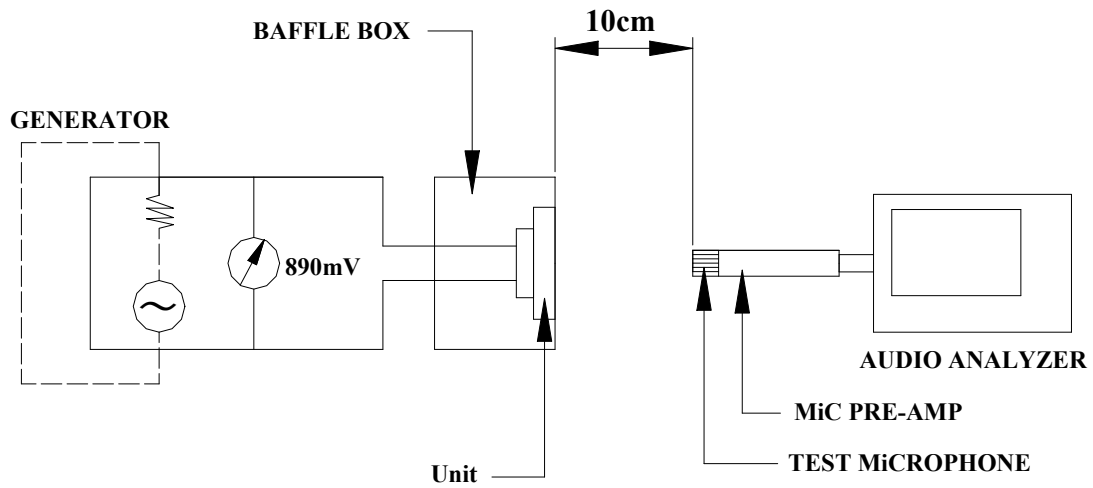 10cm
BAFFLE BOX
GENERATOR
890mV
AUDIO ANALYZER
MiC PRE-AMP
TEST MiCROPHONE
Unit